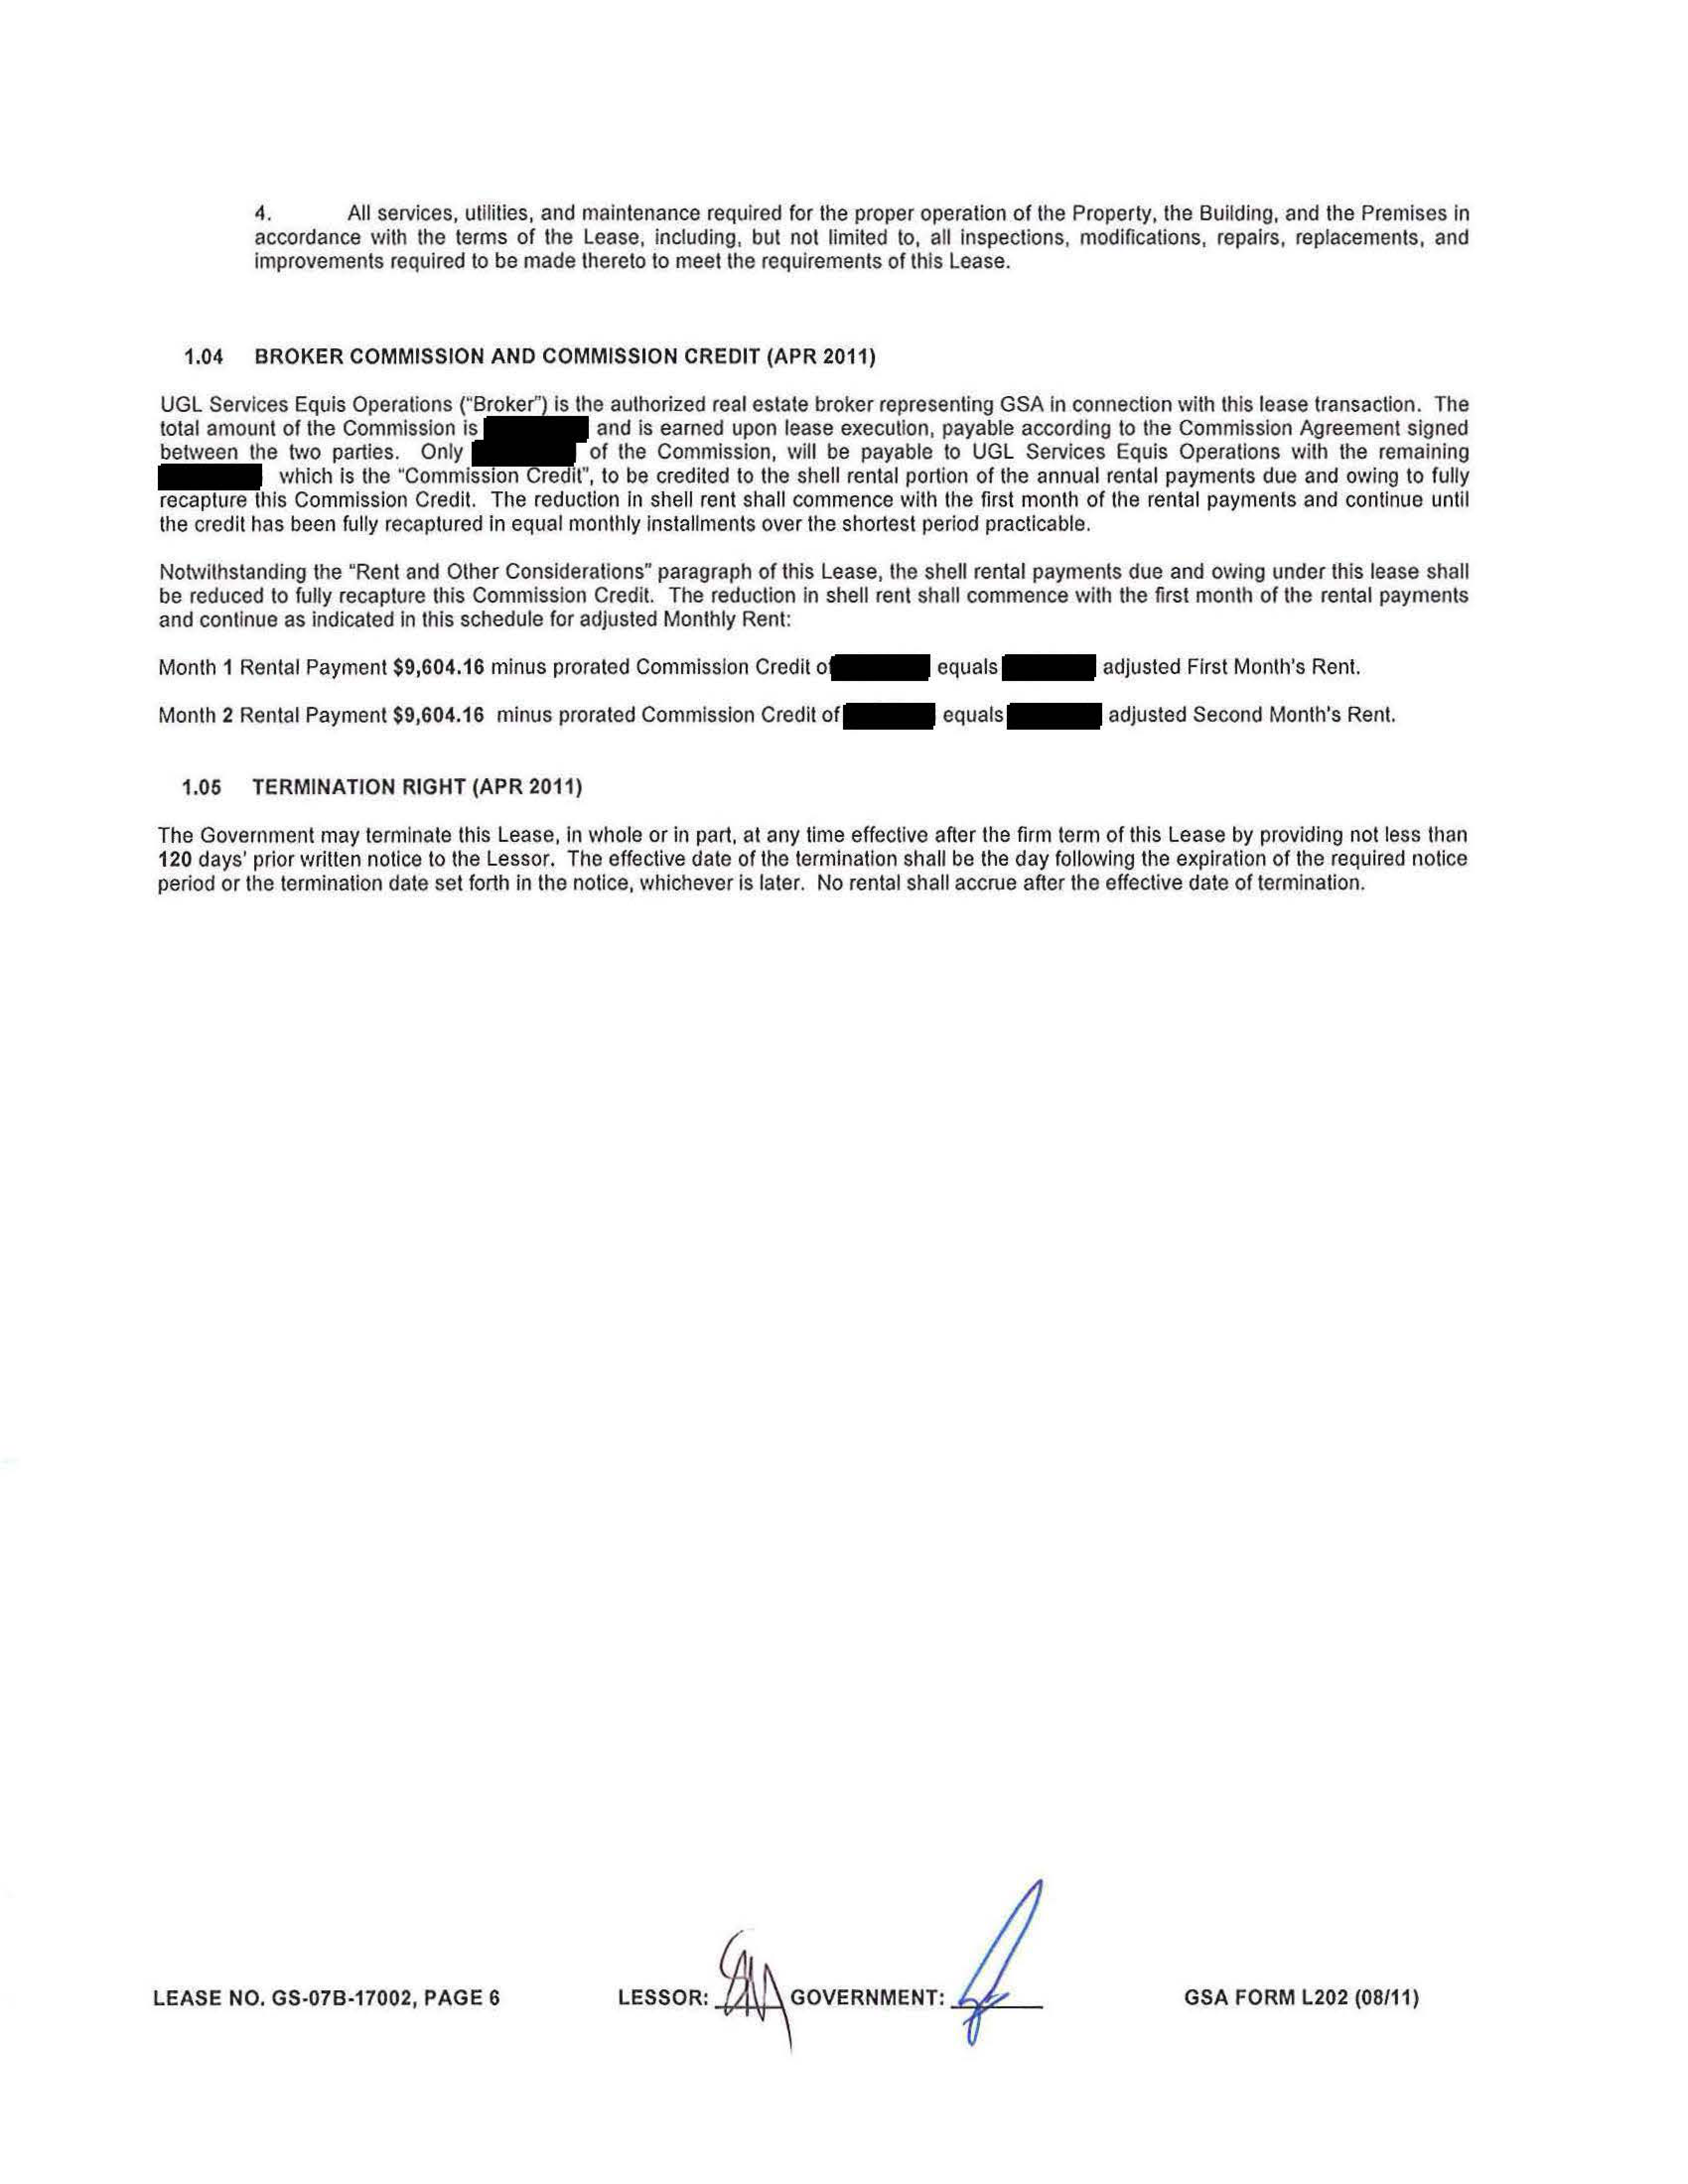 4. All services, utilities, and maintenance required for the proper operation of the Property, the Building, and the Premises in
accordance with the terms of the Lease, including, but not limited to, all inspections, modifications, repairs, replacements, and
improvements required to be made thereto to meet the requirements of this Lease.
1.04 BROKER COMMISSION AND COMMISSION CREDIT (APR 2011)
UGL Services Equis Operations (“Broker”) is the authorized real estate broker representing GSA in connection with this lease transaction. The
total amount of the Commission is and is earned upon lease execution, payable according to the Commission Agreement signed
between the two parties. Only of the Commission, will be payable to UGL Services Equis Operations with the remaining
which is the “Commission Credit”, to be credited to the shell rental portion of the annual rental payments due and owing to fully
recapture this Commission Credit. The reduction in shell rent shall commence with the first month of the rental payments and continue until
the credit has been fully recaptured in equal monthly installments over the shortest period practicable.
Notwithstanding the “Rent and Other Considerations” paragraph of this Lease, the shell rental payments due and owing under this lease shall
be reduced to fully recapture this Commission Credit. The reduction in shell rent shall commence with the first month of the rental payments
and continue as indicated in this schedule for adjusted Monthly Rent:
Month 1 Rental Payment $9,604.16 minus prorated Commission Credit of equals adjusted First Month's Rent.
Month 2 Rental Payment $9,604.16 minus prorated Commission Credit of equals adjusted Second Month's Rent.
1.05 TERMINATION RIGHT (APR 2011)
The Government may terminate this Lease, in whole or in part, at any time effective after the firm term of this Lease by providing not less than
120 days' prior written notice to the Lessor. The effective date of the termination shall be the day following the expiration of the required notice
period or the termination date set forth in the notice, whichever is later. No rental shall accrue after the effective date of termination.
LEASE NO. GS-07B-17002, PAGE 6 LESSOR: GOVERNMENT: GSA FORM L202 (08/11)